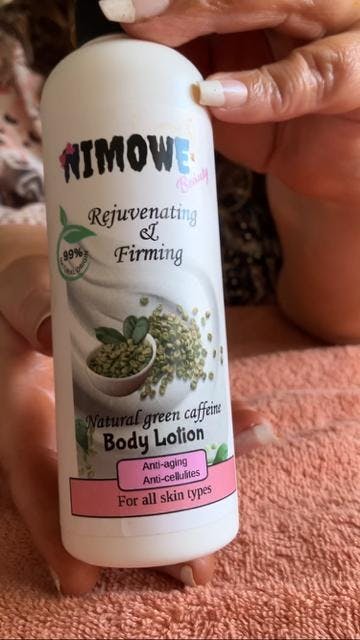 NIMOWE
Beauty
Rejuvenating
&
Firming
99%
Natural green caffeine
Body Lotion
Anti-aging
Anti-cellulites
For all skin types